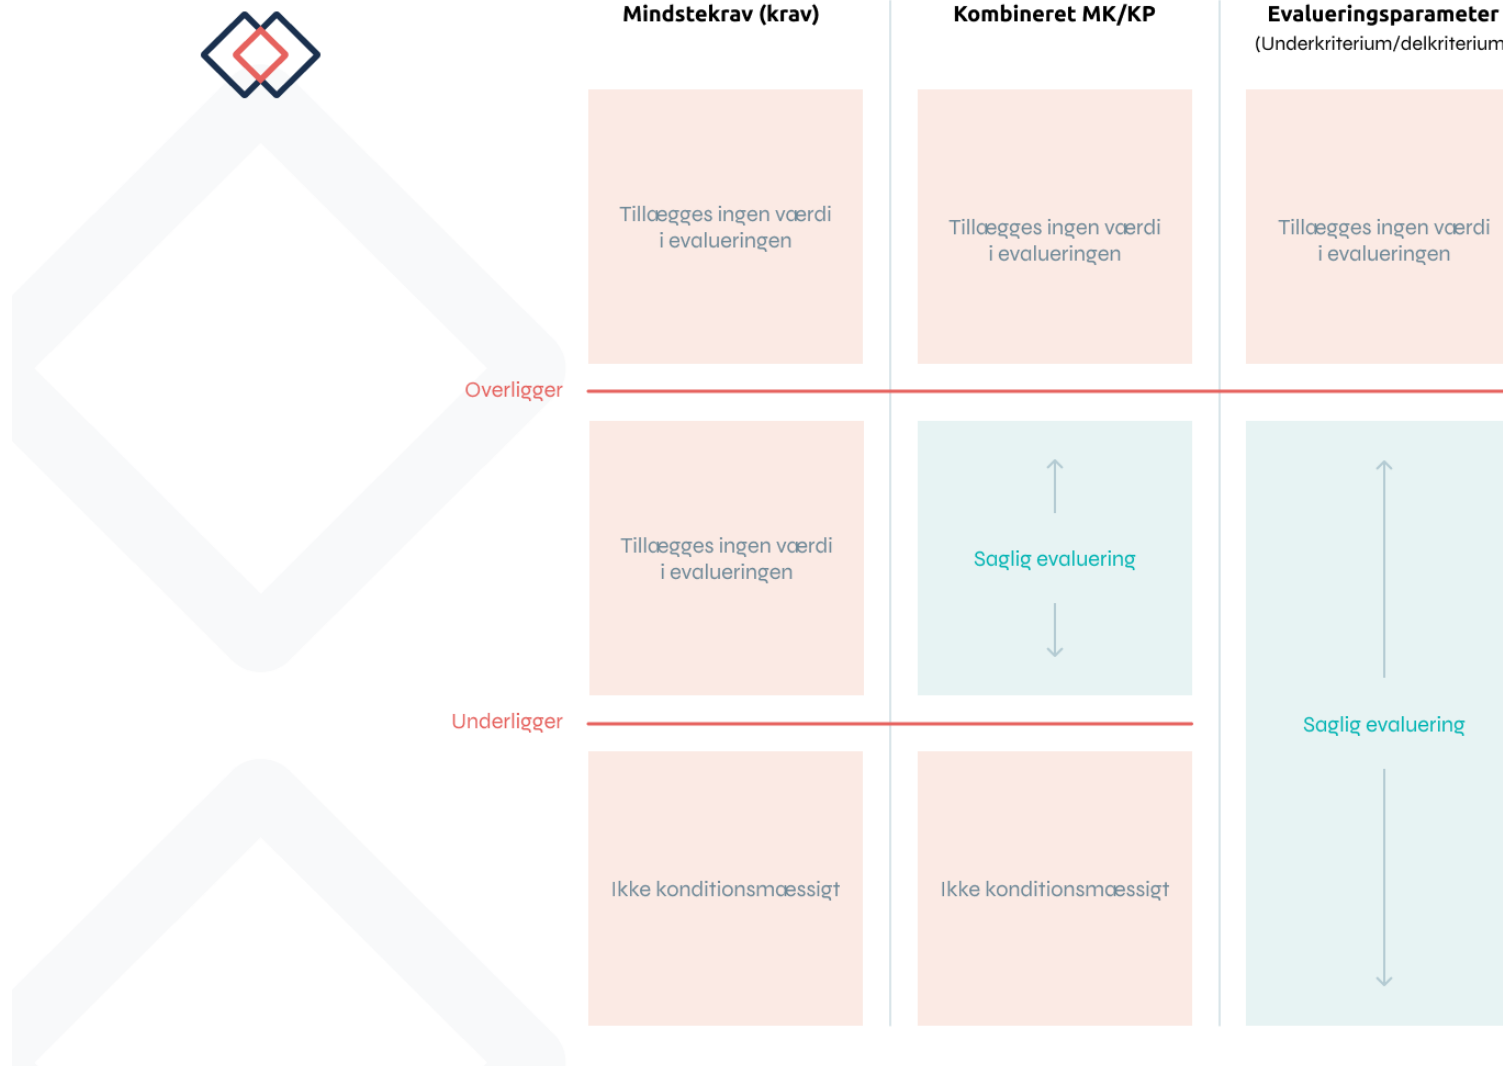 Mindstekrav (krav)
Kombineret MK/KP
Evalueringsparameter
(Underkriterium/delkriterium
Tillægges ingen værdi
i evalueringen
Tillægges ingen værdi
i evalueringen
Tillægges ingen værdi
i evalueringen
Overligger
Tillægges ingen værdi
i evalueringen
Saglig evaluering
Underligger
Saglig evaluering
Ikke konditionsmæssigt
Ikke konditionsmæssigt